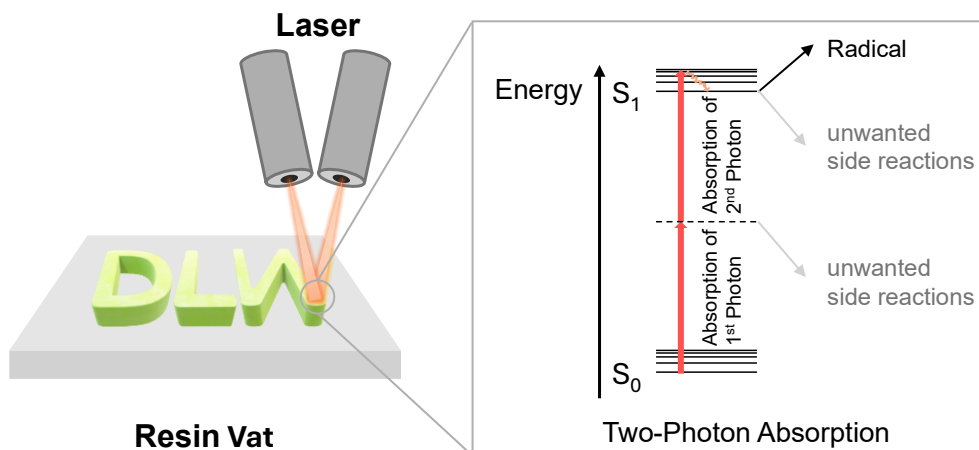 Laser
DLW
Resin Vat
Energy
S₁
S₀
Absorption of
2ⁿᵈ Photon
Absorption of
1ˢᵗ Photon
Radical
unwanted
side reactions
unwanted
side reactions
Two-Photon Absorption